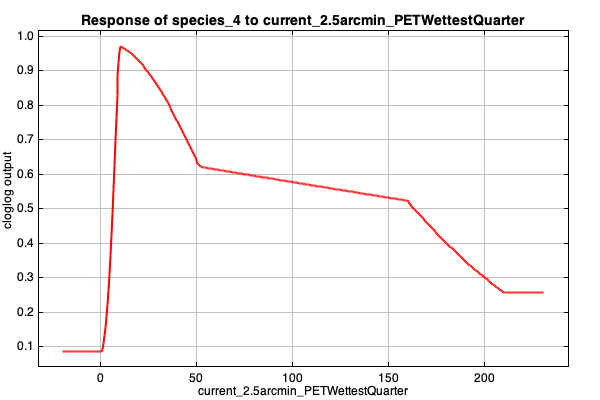 Response of species_4 to current_2.5arcmin_PETWettestQuarter
1.0
0.9
0.8
0.7
0.6
0.5
0.4
0.3
0.2
0.1
cloglog output
0 50 100 150 200
current_2.5arcmin_PETWettestQuarter